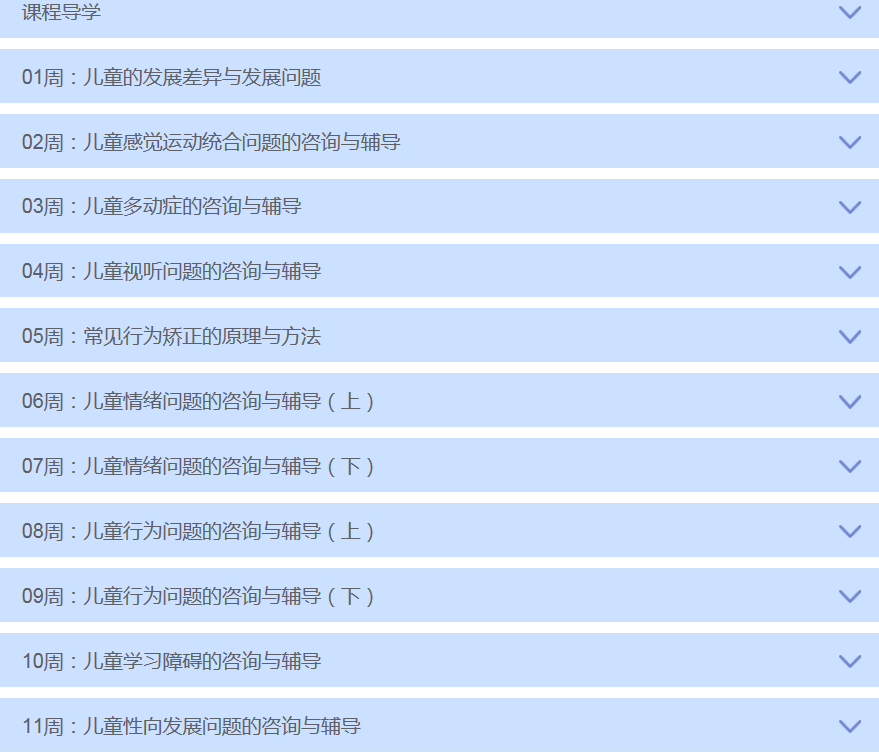 课程导学
01周：儿童的发展差异与发展问题
02周：儿童感觉运动统合问题的咨询与辅导
03周：儿童多动症的咨询与辅导
04周：儿童视听问题的咨询与辅导
05周：常见行为矫正的原理与方法
06周：儿童情绪问题的咨询与辅导（上）
07周：儿童情绪问题的咨询与辅导（下）
08周：儿童行为问题的咨询与辅导（上）
09周：儿童行为问题的咨询与辅导（下）
10周：儿童学习障碍的咨询与辅导
11周：儿童性向发展问题的咨询与辅导